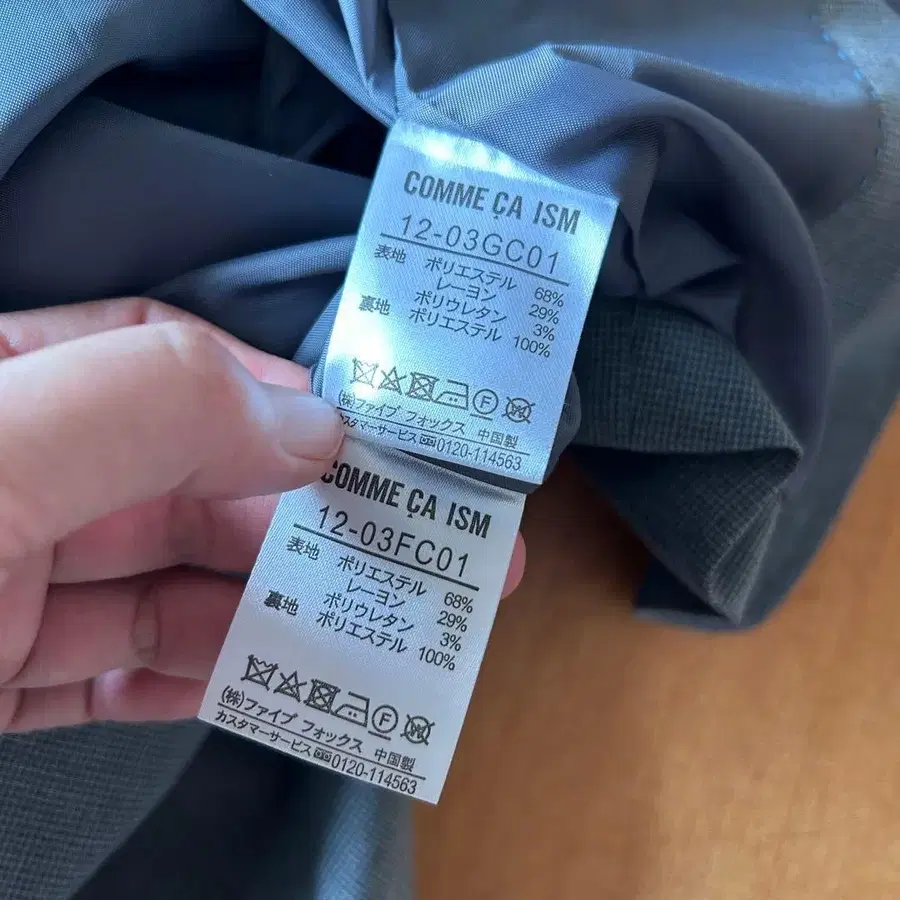 COMME ÇA ISM
12-03GC01
表地 ポリエステル 68%
レーヨン 29%
ポリウレタン 3%
裏地 ポリエステル 100%
F W
(株)ファイブ フォックス 中国製
カスタマーサービス 0120-114563
COMME ÇA ISM
12-03FC01
表地 ポリエステル 68%
レーヨン 29%
ポリウレタン 3%
裏地 ポリエステル 100%
F W
(株)ファイブ フォックス 中国製
カスタマーサービス 0120-114563